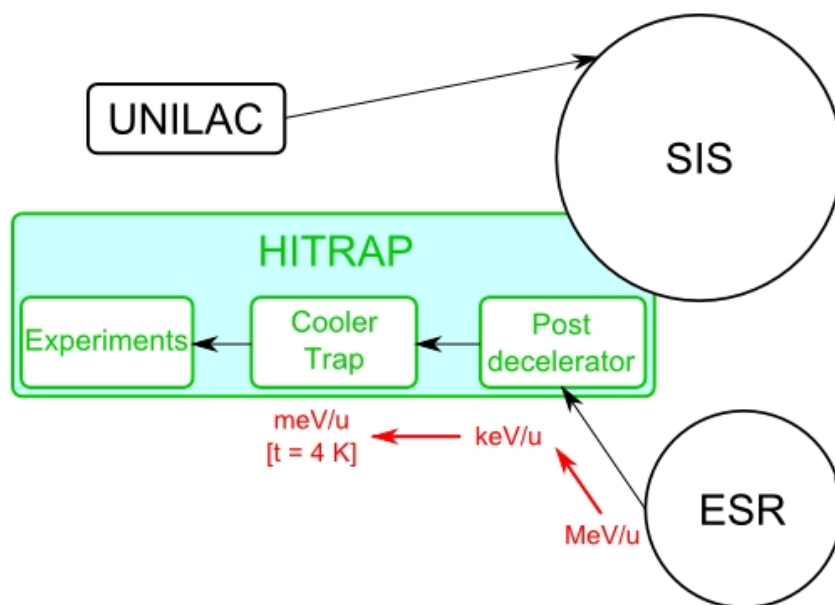 UNILAC
SIS
HITRAP
Experiments
Cooler
Trap
Post
decelerator
meV/u
[t = 4 K]
keV/u
MeV/u
ESR